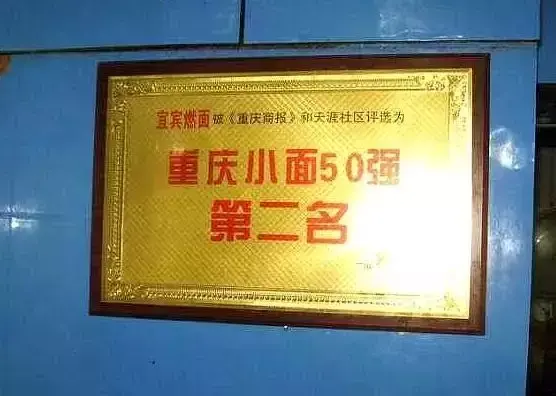 宜宾燃面被《重庆商报》和天涯社区评选为
重庆小面50强
第二名